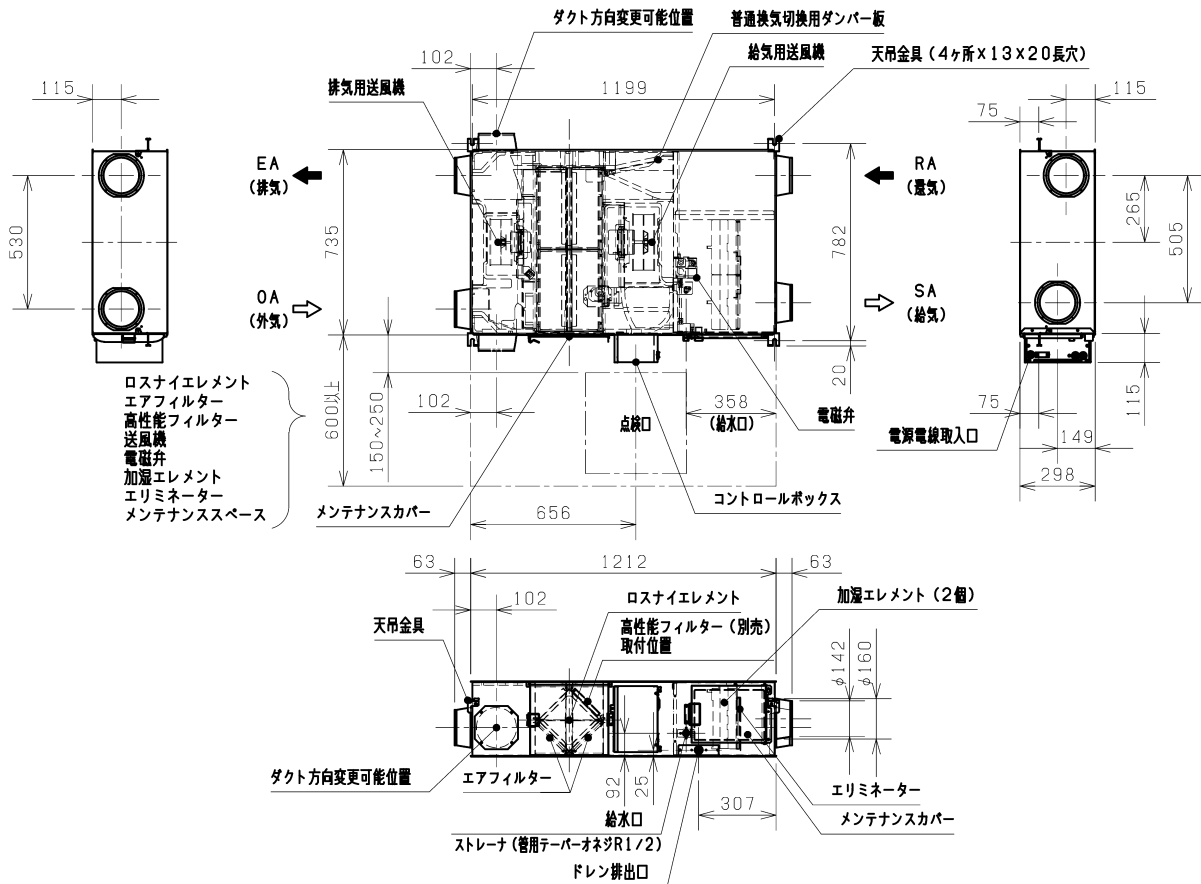 ダクト方向変更可能位置
普通換気切換用ダンパー板
給気用送風機
天吊金具（4ヶ所×13×20長穴）
排気用送風機
102
1199
115
75
115
EA
（排気）
RA
（還気）
530
735
782
265
505
OA
（外気）
SA
（給気）
ロスナイエレメント
エアフィルター
高性能フィルター
送風機
電磁弁
加湿エレメント
エリミネーター
メンテナンススペース
600以上
150~250
102
点検口
358
（給水口）
20
電磁弁
75
115
電源電線取入口
149
298
メンテナンスカバー
656
コントロールボックス
63
1212
63
102
天吊金具
ロスナイエレメント
高性能フィルター（別売）
取付位置
加湿エレメント（2個）
φ142
φ160
ダクト方向変更可能位置
エアフィルター
92
25
307
エリミネーター
メンテナンスカバー
給水口
ストレーナ（管用テーパーオネジR1/2）
ドレン排出口